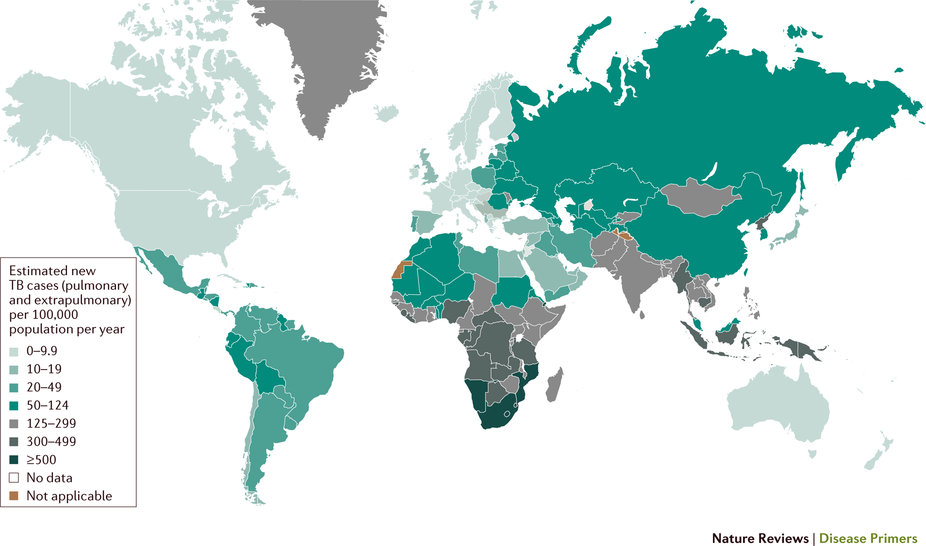 Estimated new
TB cases (pulmonary
and extrapulmonary)
per 100,000
population per year
0–9.9
10–19
20–49
50–124
125–299
300–499
≥500
No data
Not applicable
Nature Reviews | Disease Primers